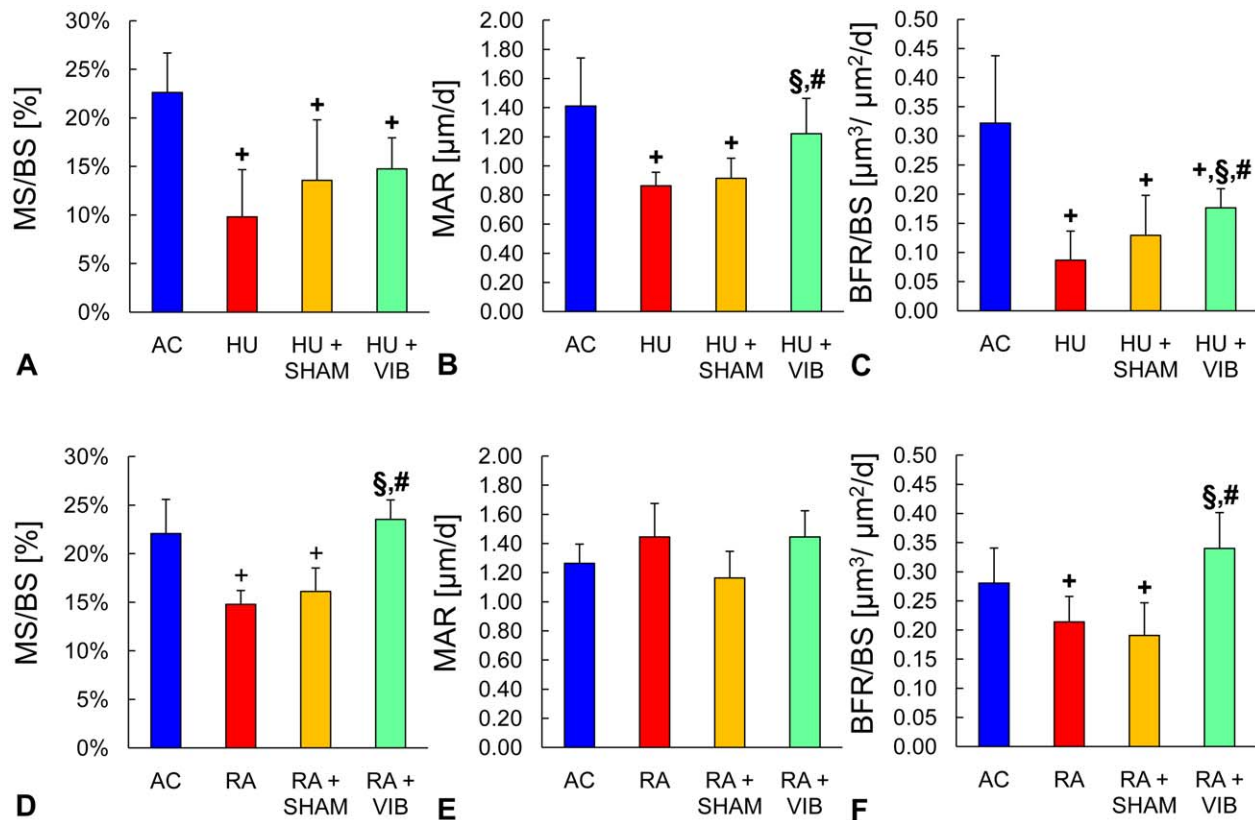 MS/BS [%]
30%
25%
20%
15%
10%
5%
0%
+
+
+
AC
HU
HU +
SHAM
HU +
VIB
A
MAR [μm/d]
2.00
1.80
1.60
1.40
1.20
1.00
0.80
0.60
0.40
0.20
0.00
+
+
§,#
AC
HU
HU +
SHAM
HU +
VIB
B
BFR/BS [μm³/ μm²/d]
0.50
0.45
0.40
0.35
0.30
0.25
0.20
0.15
0.10
0.05
0.00
+
+
+,§,#
AC
HU
HU +
SHAM
HU +
VIB
C
MS/BS [%]
30%
25%
20%
15%
10%
5%
0%
+
+
§,#
AC
RA
RA +
SHAM
RA +
VIB
D
MAR [μm/d]
2.00
1.80
1.60
1.40
1.20
1.00
0.80
0.60
0.40
0.20
0.00
AC
RA
RA +
SHAM
RA +
VIB
E
BFR/BS [μm³/ μm²/d]
0.50
0.45
0.40
0.35
0.30
0.25
0.20
0.15
0.10
0.05
0.00
+
+
§,#
AC
RA
RA +
SHAM
RA +
VIB
F